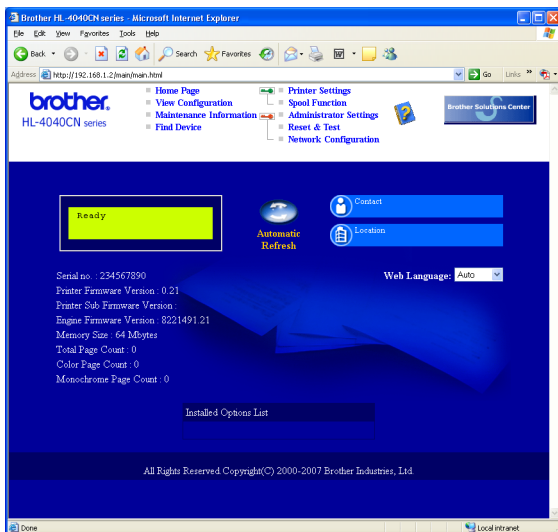 Brother HL-4040CN series - Microsoft Internet Explorer
File Edit View Favorites Tools Help
Back Search Favorites
Address http://192.168.1.2/main/main.html Go Links »
brother.
HL-4040CN series
Home Page
View Configuration
Maintenance Information
Find Device
Printer Settings
Spool Function
Administrator Settings
Reset & Test
Network Configuration
Brother Solutions Center
Ready
Automatic
Refresh
Contact
Location
Web Language: Auto
Serial no. : 234567890
Printer Firmware Version : 0.21
Printer Sub Firmware Version :
Engine Firmware Version : 8221491.21
Memory Size : 64 Mbytes
Total Page Count : 0
Color Page Count : 0
Monochrome Page Count : 0
Installed Options List
All Rights Reserved.Copyright(C) 2000-2007 Brother Industries, Ltd.
Done Local intranet